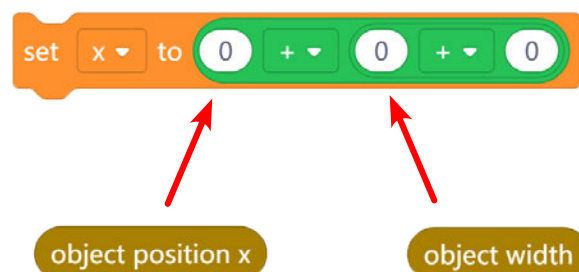 set x to 0 + 0 + 0
object position x object width